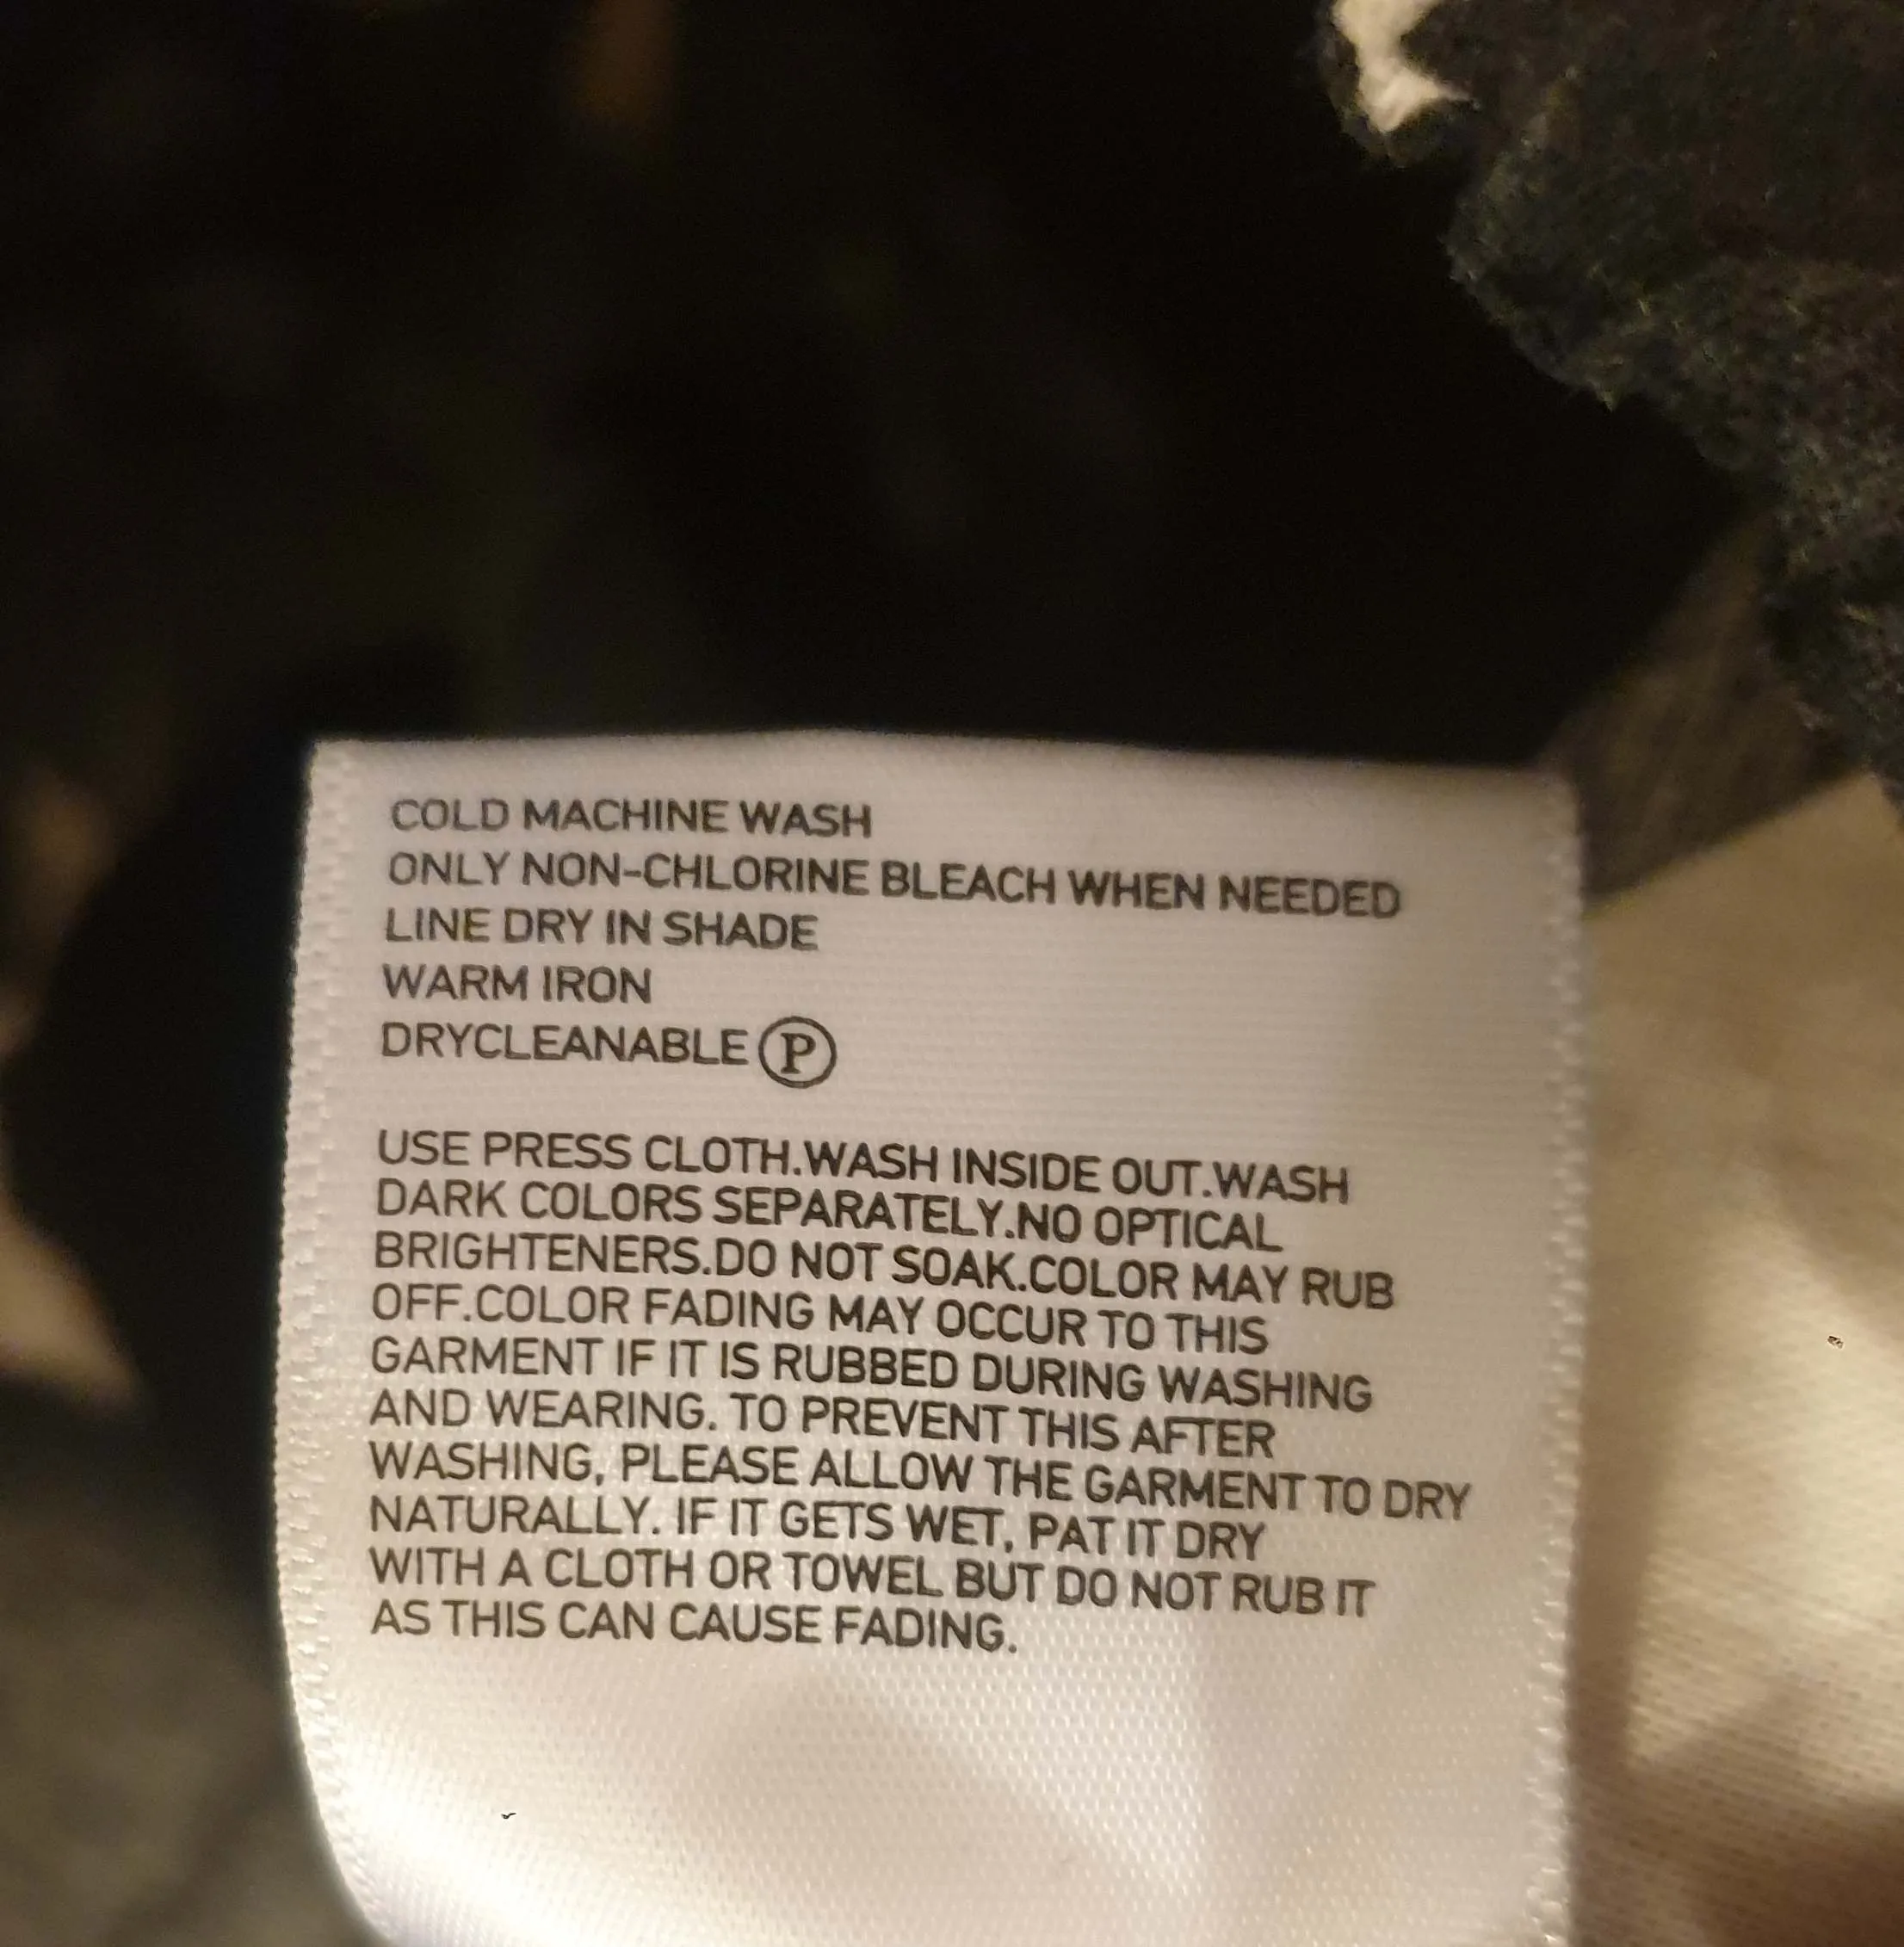 COLD MACHINE WASH
ONLY NON-CHLORINE BLEACH WHEN NEEDED
LINE DRY IN SHADE
WARM IRON
DRYCLEANABLE Ⓟ
USE PRESS CLOTH.WASH INSIDE OUT.WASH
DARK COLORS SEPARATELY.NO OPTICAL
BRIGHTENERS.DO NOT SOAK.COLOR MAY RUB
OFF.COLOR FADING MAY OCCUR TO THIS
GARMENT IF IT IS RUBBED DURING WASHING
AND WEARING. TO PREVENT THIS AFTER
WASHING, PLEASE ALLOW THE GARMENT TO DRY
NATURALLY. IF IT GETS WET, PAT IT DRY
WITH A CLOTH OR TOWEL BUT DO NOT RUB IT
AS THIS CAN CAUSE FADING.